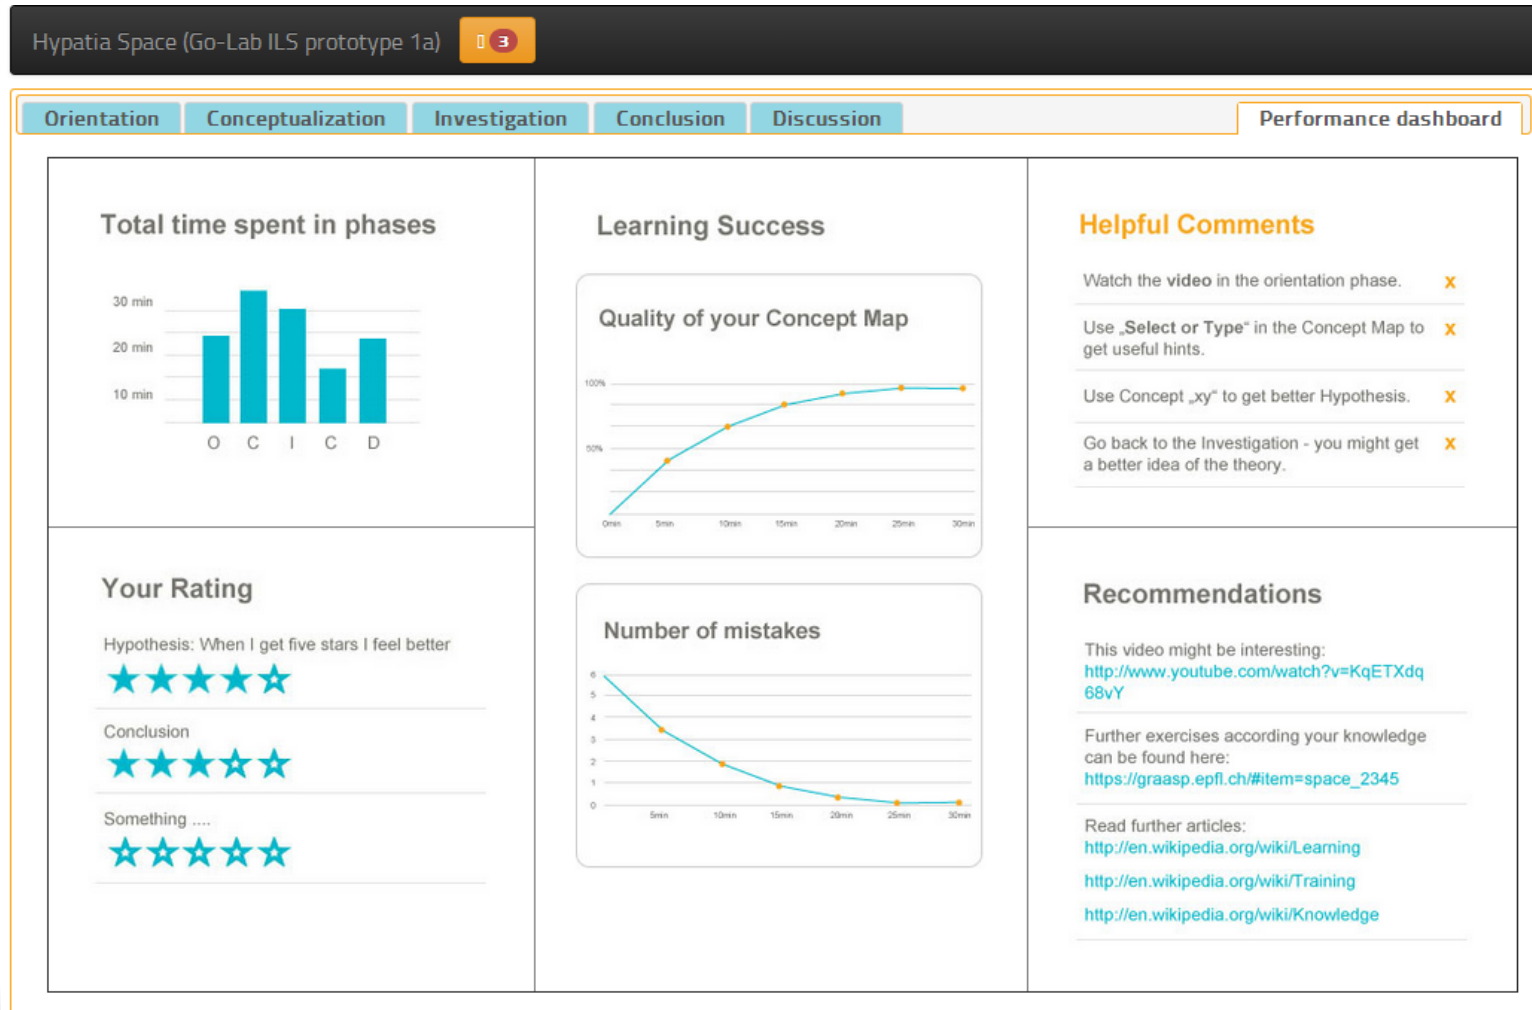 Hypatia Space (Go-Lab ILS prototype 1a)
3
Orientation
Conceptualization
Investigation
Conclusion
Discussion
Performance dashboard
Total time spent in phases
30 min
20 min
10 min
O C I C D
Your Rating
Hypothesis: When I get five stars I feel better
Conclusion
Something ....
Learning Success
Quality of your Concept Map
100%
50%
0min 5min 10min 15min 20min 25min 30min
Number of mistakes
6
5
4
3
2
1
0
5min 10min 15min 20min 25min 30min
Helpful Comments
Watch the video in the orientation phase. x
Use „Select or Type“ in the Concept Map to x
get useful hints.
Use Concept „xy“ to get better Hypothesis. x
Go back to the Investigation - you might get x
a better idea of the theory.
Recommendations
This video might be interesting:
http://www.youtube.com/watch?v=KqETXdq
68vY
Further exercises according your knowledge
can be found here:
https://graasp.epfl.ch/#item=space_2345
Read further articles:
http://en.wikipedia.org/wiki/Learning
http://en.wikipedia.org/wiki/Training
http://en.wikipedia.org/wiki/Knowledge